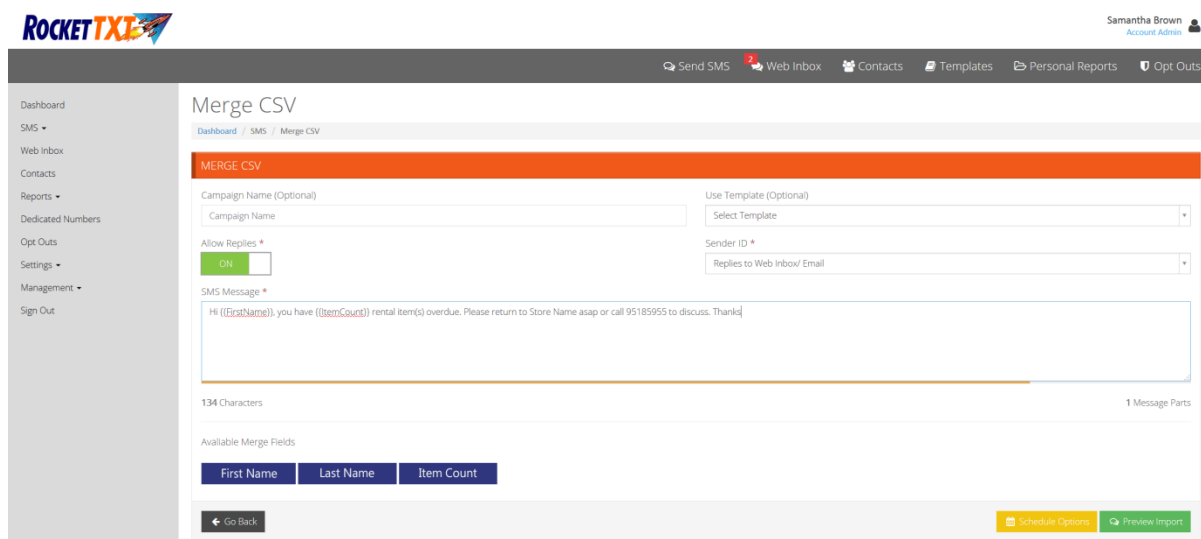 ROCKETTXT
Samantha Brown
Account Admin
Send SMS 2 Web Inbox Contacts Templates Personal Reports Opt Outs
Dashboard
SMS
Web Inbox
Contacts
Reports
Dedicated Numbers
Opt Outs
Settings
Management
Sign Out
Merge CSV
Dashboard / SMS / Merge CSV
MERGE CSV
Campaign Name (Optional) Use Template (Optional)
Campaign Name Select Template
Allow Replies * Sender ID *
ON Replies to Web Inbox/ Email
SMS Message *
Hi {{FirstName}}, you have {{ItemCount}} rental item(s) overdue. Please return to Store Name asap or call 95185955 to discuss. Thanks
134 Characters 1 Message Parts
Available Merge Fields
First Name Last Name Item Count
Go Back Schedule Options Preview Import